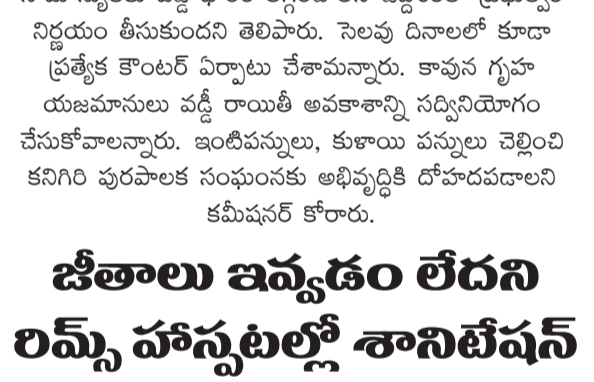 నిర్ణయం తీసుకుందని తెలిపారు. సెలవు దినాలలో కూడా
ప్రత్యేక కౌంటర్ ఏర్పాటు చేశామన్నారు. కావున గృహ
యజమానులు వడ్డీ రాయితీ అవకాశాన్ని సద్వినియోగం
చేసుకోవాలన్నారు. ఇంటిపన్నులు, కుళాయి పన్నులు చెల్లించి
కనిగిరి పురపాలక సంఘంనకు అభివృద్ధికి దోహదపడాలని
కమీషనర్ కోరారు.
జీతాలు ఇవ్వడం లేదని
రిమ్స్ హాస్పటల్లో శానిటేషన్